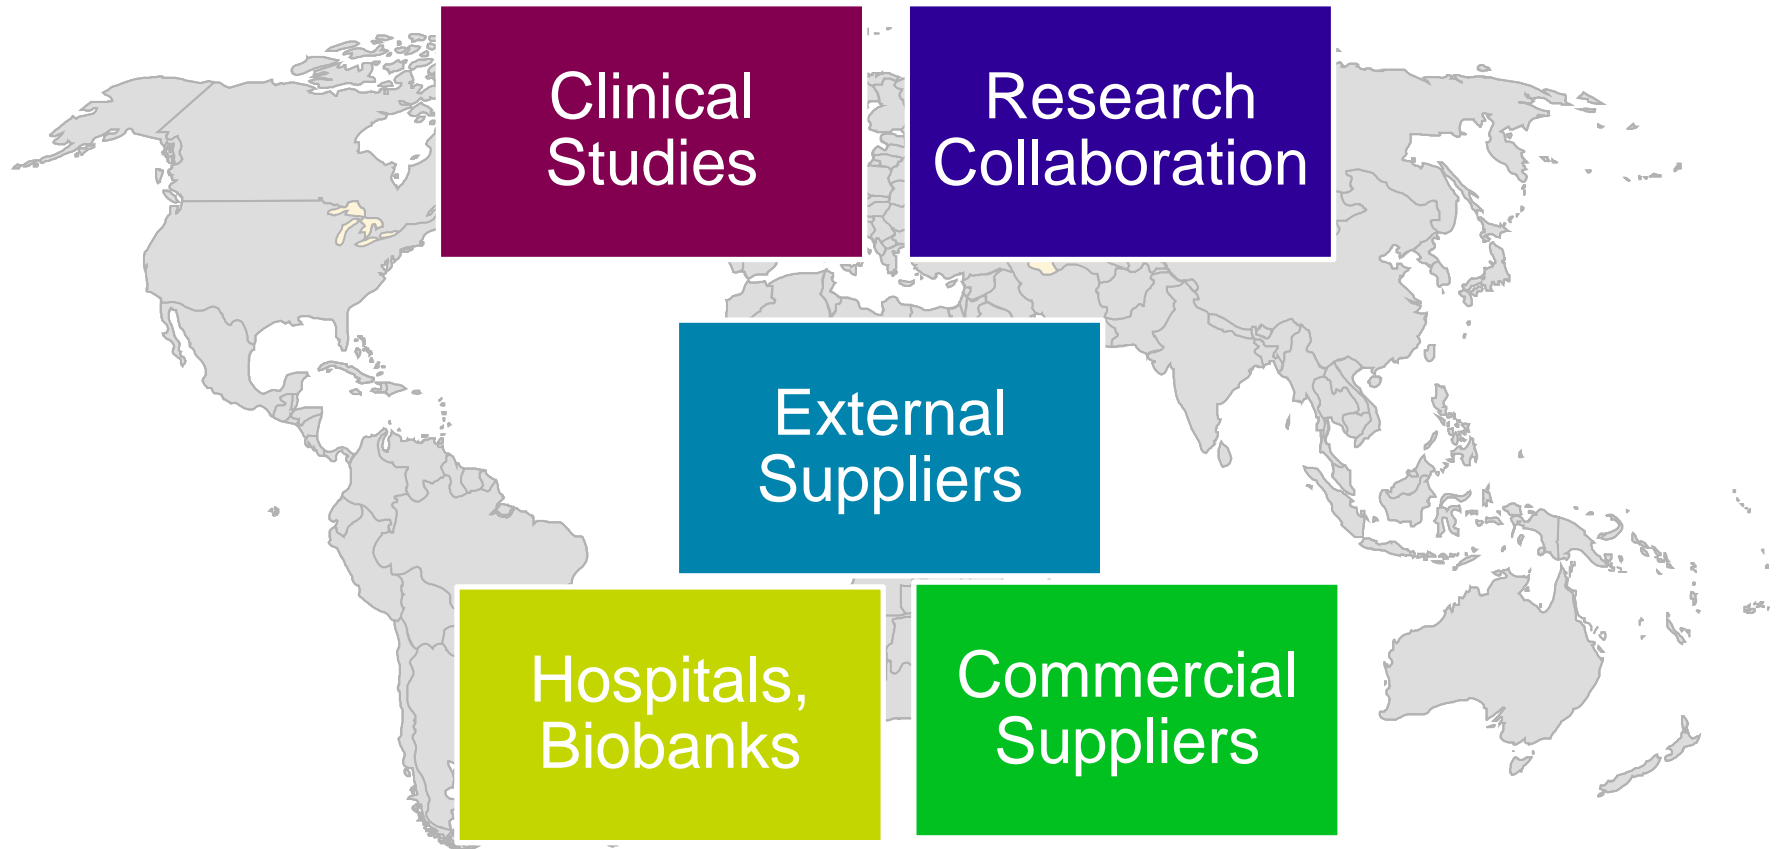 Clinical
Studies
Research
Collaboration
External
Suppliers
Hospitals,
Biobanks
Commercial
Suppliers